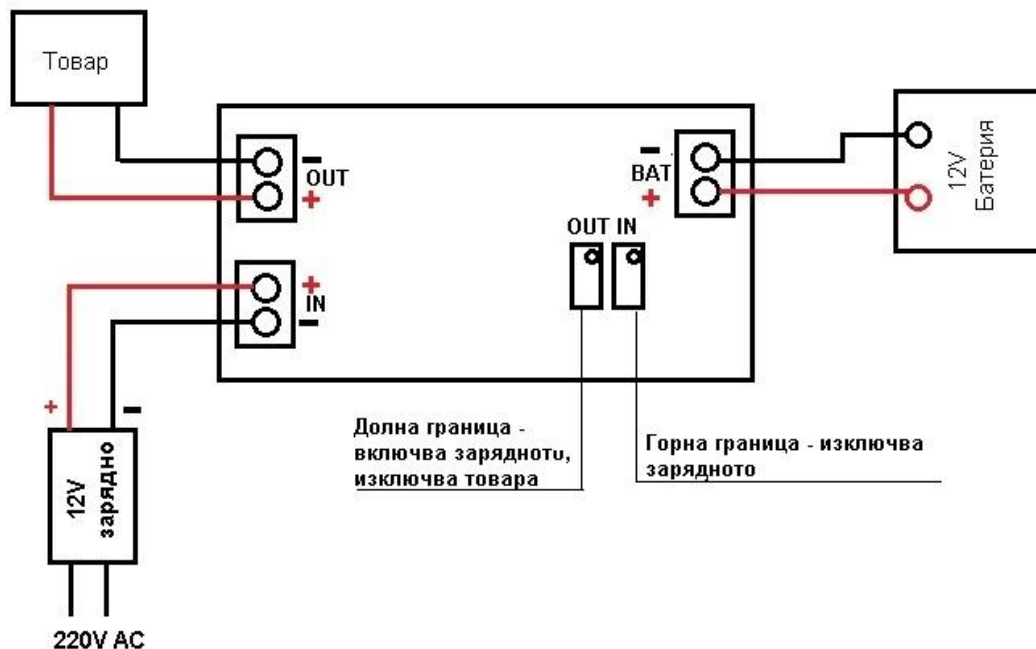 Товар
-
OUT
+
+
IN
-
-
BAT
+
12V
Батерия
OUT IN
+ -
12V
зарядно
220V AC
Долна граница -
включва зарядното,
изключва товара
Горна граница - изключва
зарядното